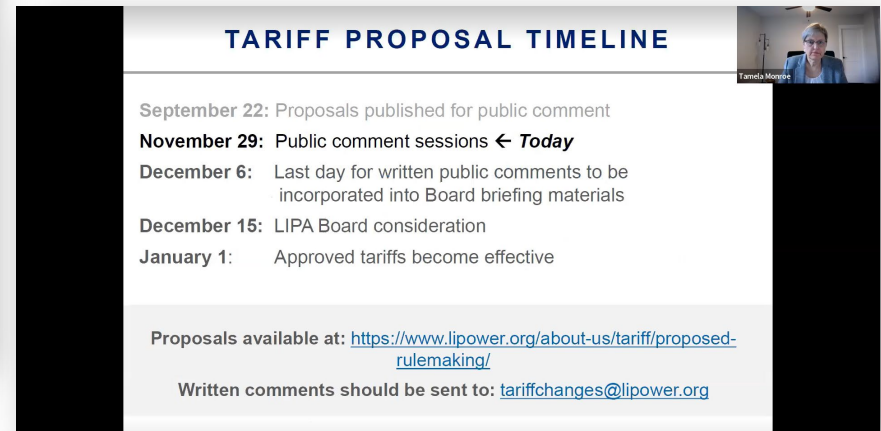 TARIFF PROPOSAL TIMELINE
Tamela Monroe
September 22: Proposals published for public comment
November 29: Public comment sessions ← Today
December 6: Last day for written public comments to be
incorporated into Board briefing materials
December 15: LIPA Board consideration
January 1: Approved tariffs become effective
Proposals available at: https://www.lipower.org/about-us/tariff/proposed-
rulemaking/
Written comments should be sent to: tariffchanges@lipower.org